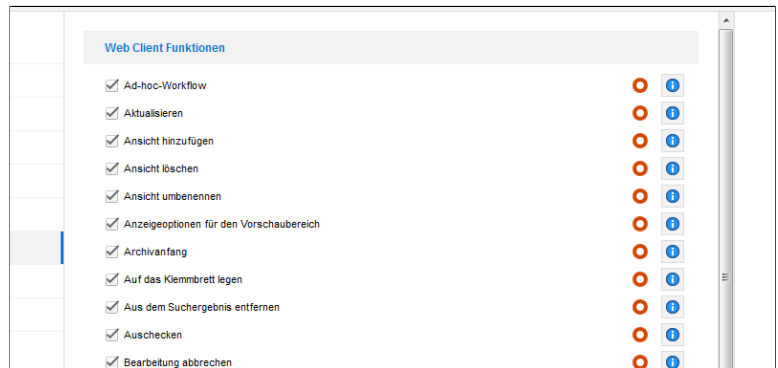 Web Client Funktionen
Ad-hoc-Workflow
Aktualisieren
Ansicht hinzufügen
Ansicht löschen
Ansicht umbenennen
Anzeigeoptionen für den Vorschaubereich
Archivanfang
Auf das Klemmbrett legen
Aus dem Suchergebnis entfernen
Auschecken
Bearbeitung abbrechen